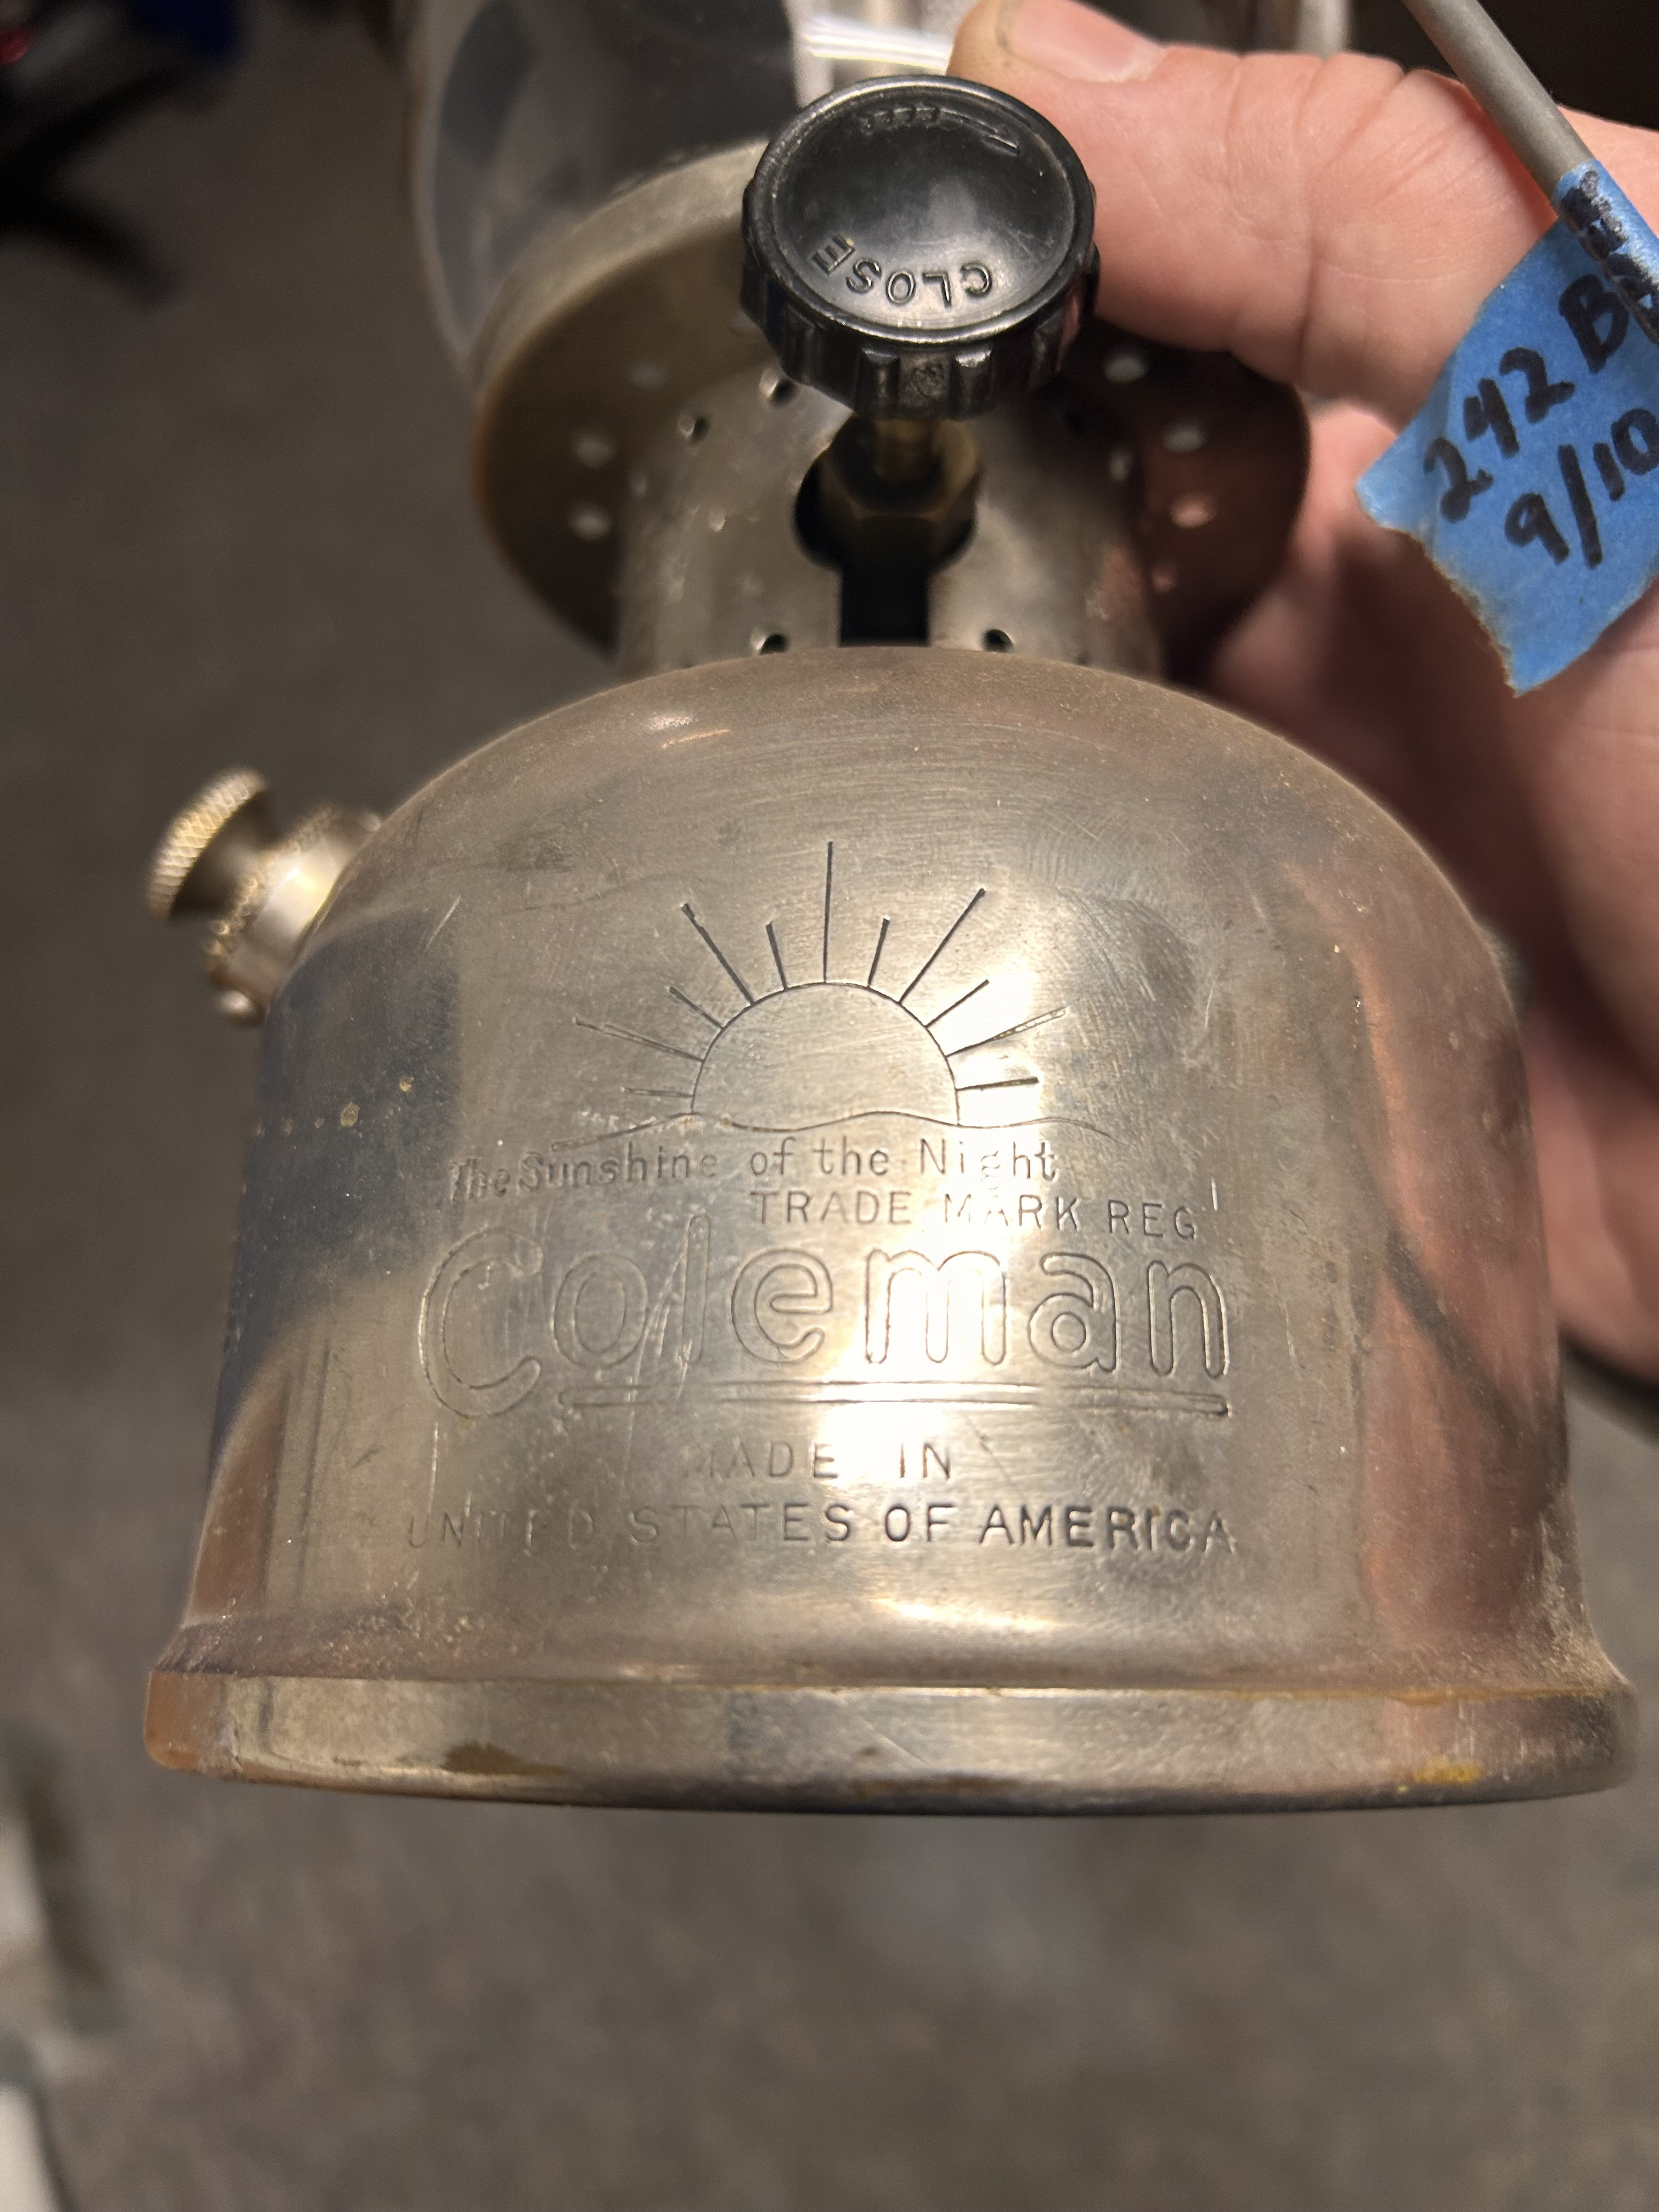 CLOSE
242 B
9/10
The Sunshine of the Night
TRADE MARK REG
Coleman
MADE IN
UNITED STATES OF AMERICA